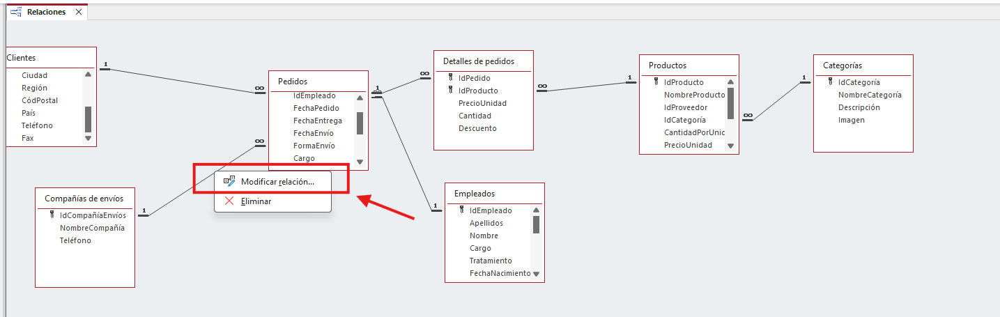 Relaciones
Clientes
Ciudad
Región
CódPostal
País
Teléfono
Fax
1
∞
Pedidos
IdEmpleado
FechaPedido
FechaEntrega
FechaEnvío
FormaEnvío
Cargo
∞
1
∞
∞
Detalles de pedidos
IdPedido
IdProducto
PrecioUnidad
Cantidad
Descuento
∞
1
Productos
IdProducto
NombreProducto
IdProveedor
IdCategoría
CantidadPorUnic
PrecioUnidad
∞
1
Categorías
IdCategoría
NombreCategoría
Descripción
Imagen
Modificar relación...
Eliminar
Compañías de envíos
IdCompañíaEnvíos
NombreCompañía
Teléfono
1
1
Empleados
IdEmpleado
Apellidos
Nombre
Cargo
Tratamiento
FechaNacimiento